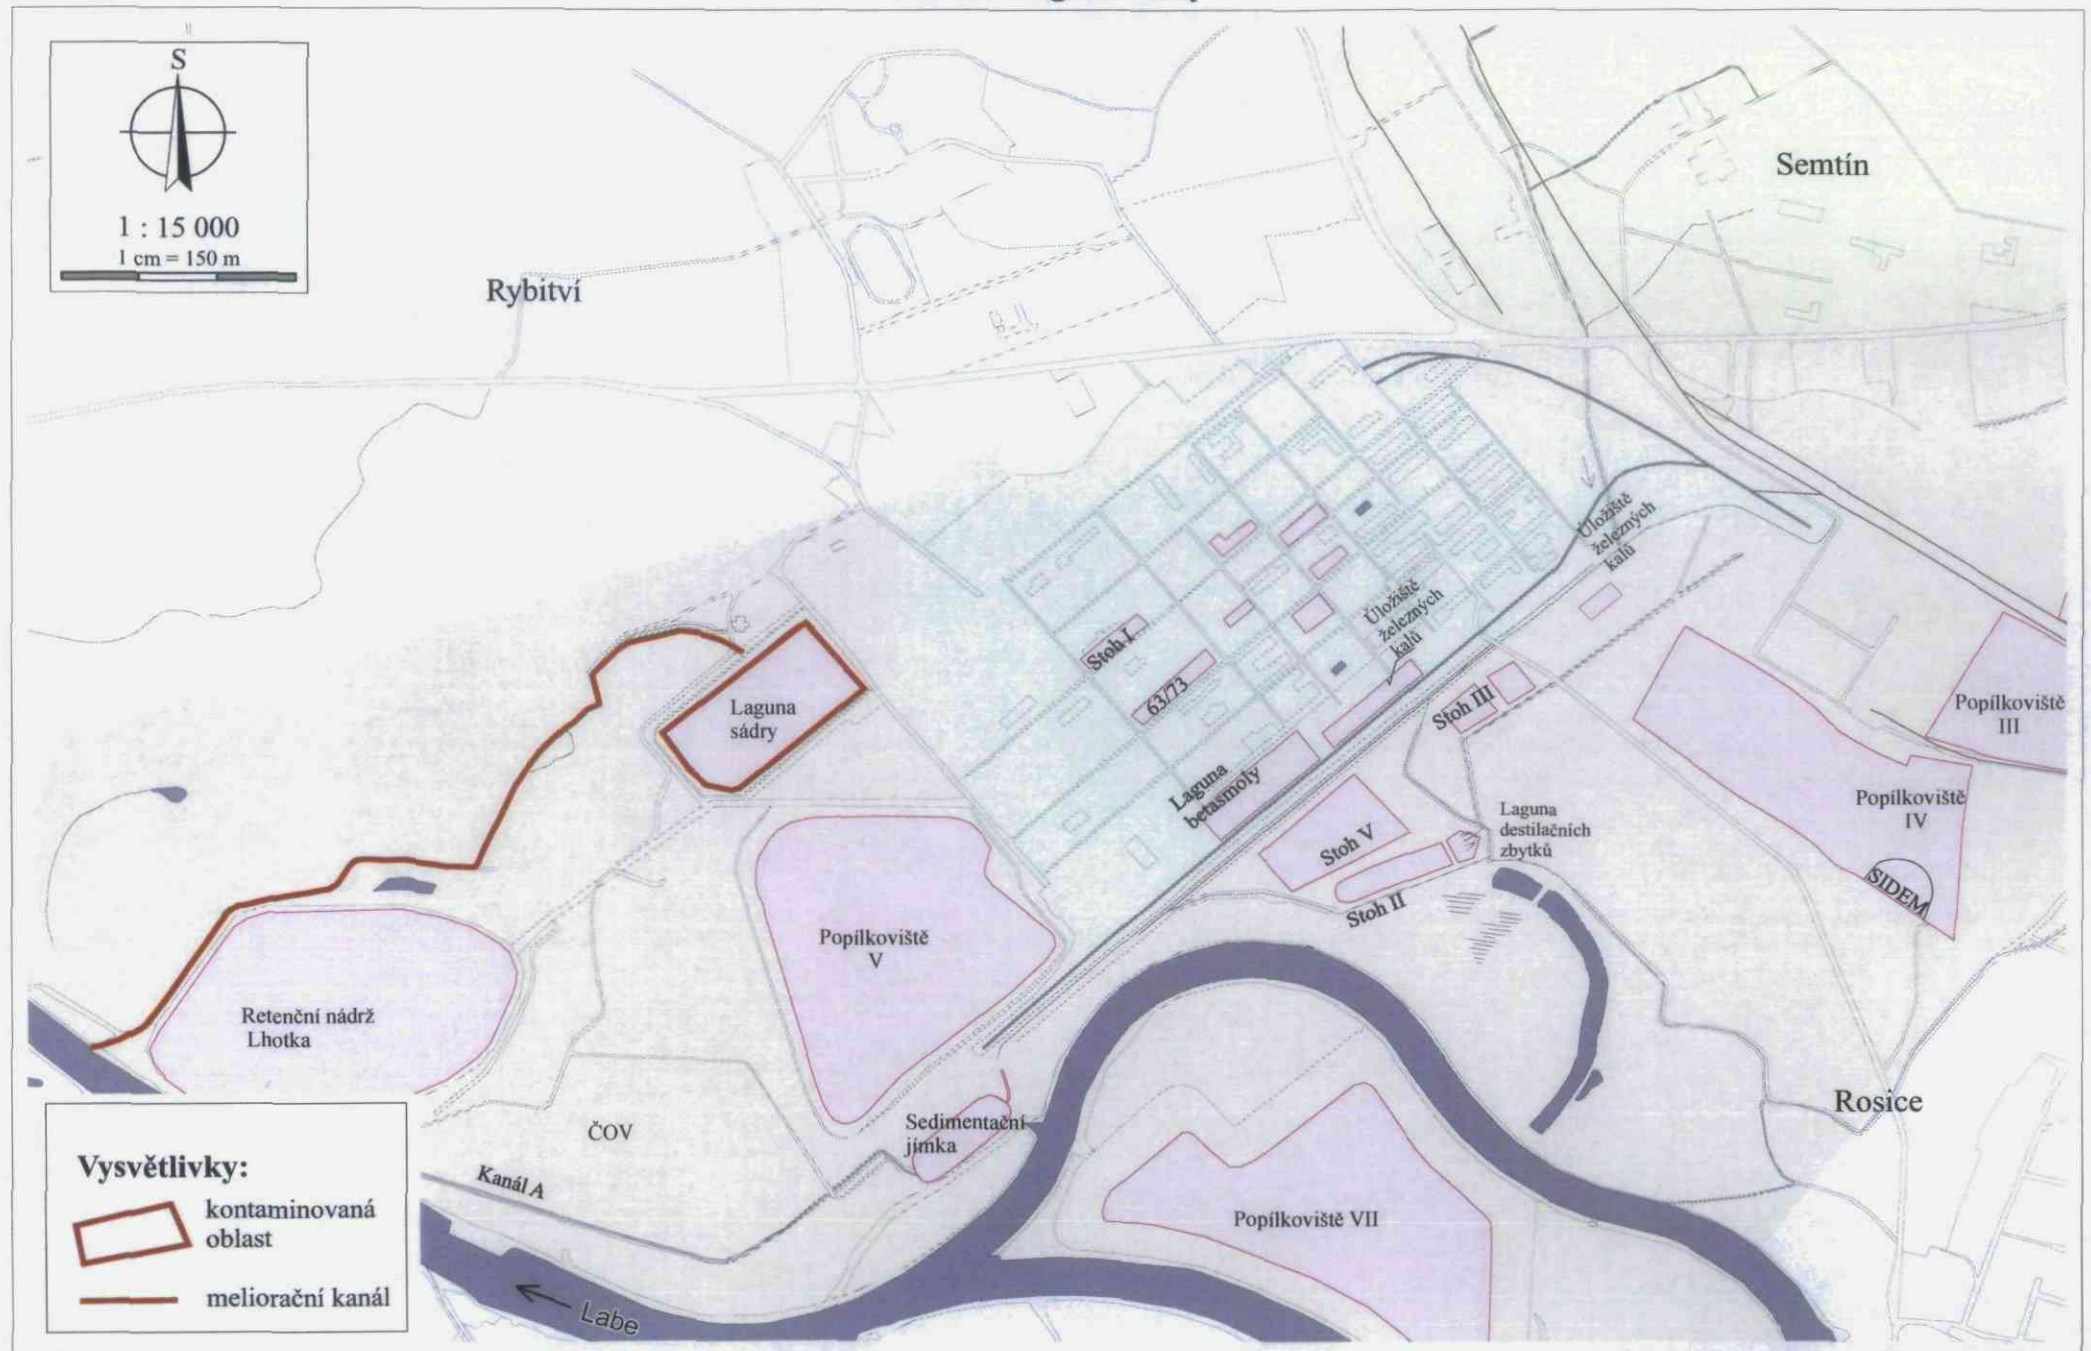 S
1 : 15 000
1 cm = 150 m
Rybitví
Semtín
Úložiště
železných
kalů
Úložiště
železných
kalů
Stoh I
63/73
Laguna
sádry
Stoh III
Popílkoviště
III
Laguna
betasmoly
Popílkoviště
IV
Laguna
destilačních
zbytků
Stoh V
SIDEM
Stoh II
Popílkoviště
V
Retenční nádrž
Lhotka
Rosice
Sedimentační
jímka
ČOV
Kanál A
Popílkoviště VII
Labe
Vysvětlivky:
kontaminovaná
oblast
meliorační kanál